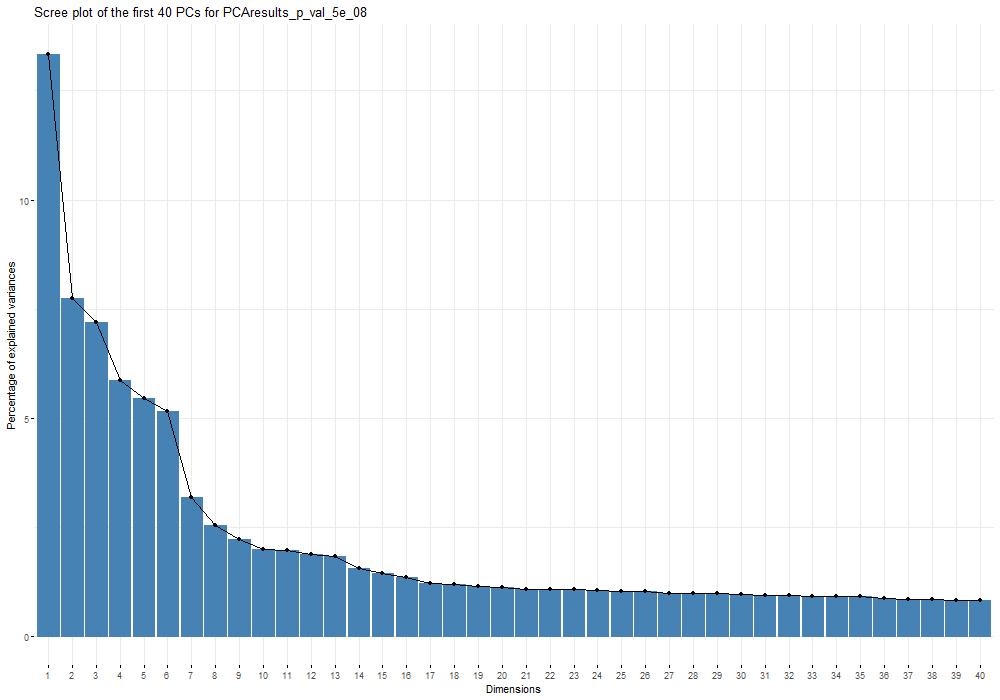 Scree plot of the first 40 PCs for PCAresults_p_val_5e_08
Percentage of explained variances
10
5
0
1 2 3 4 5 6 7 8 9 10 11 12 13 14 15 16 17 18 19 20 21 22 23 24 25 26 27 28 29 30 31 32 33 34 35 36 37 38 39 40
Dimensions